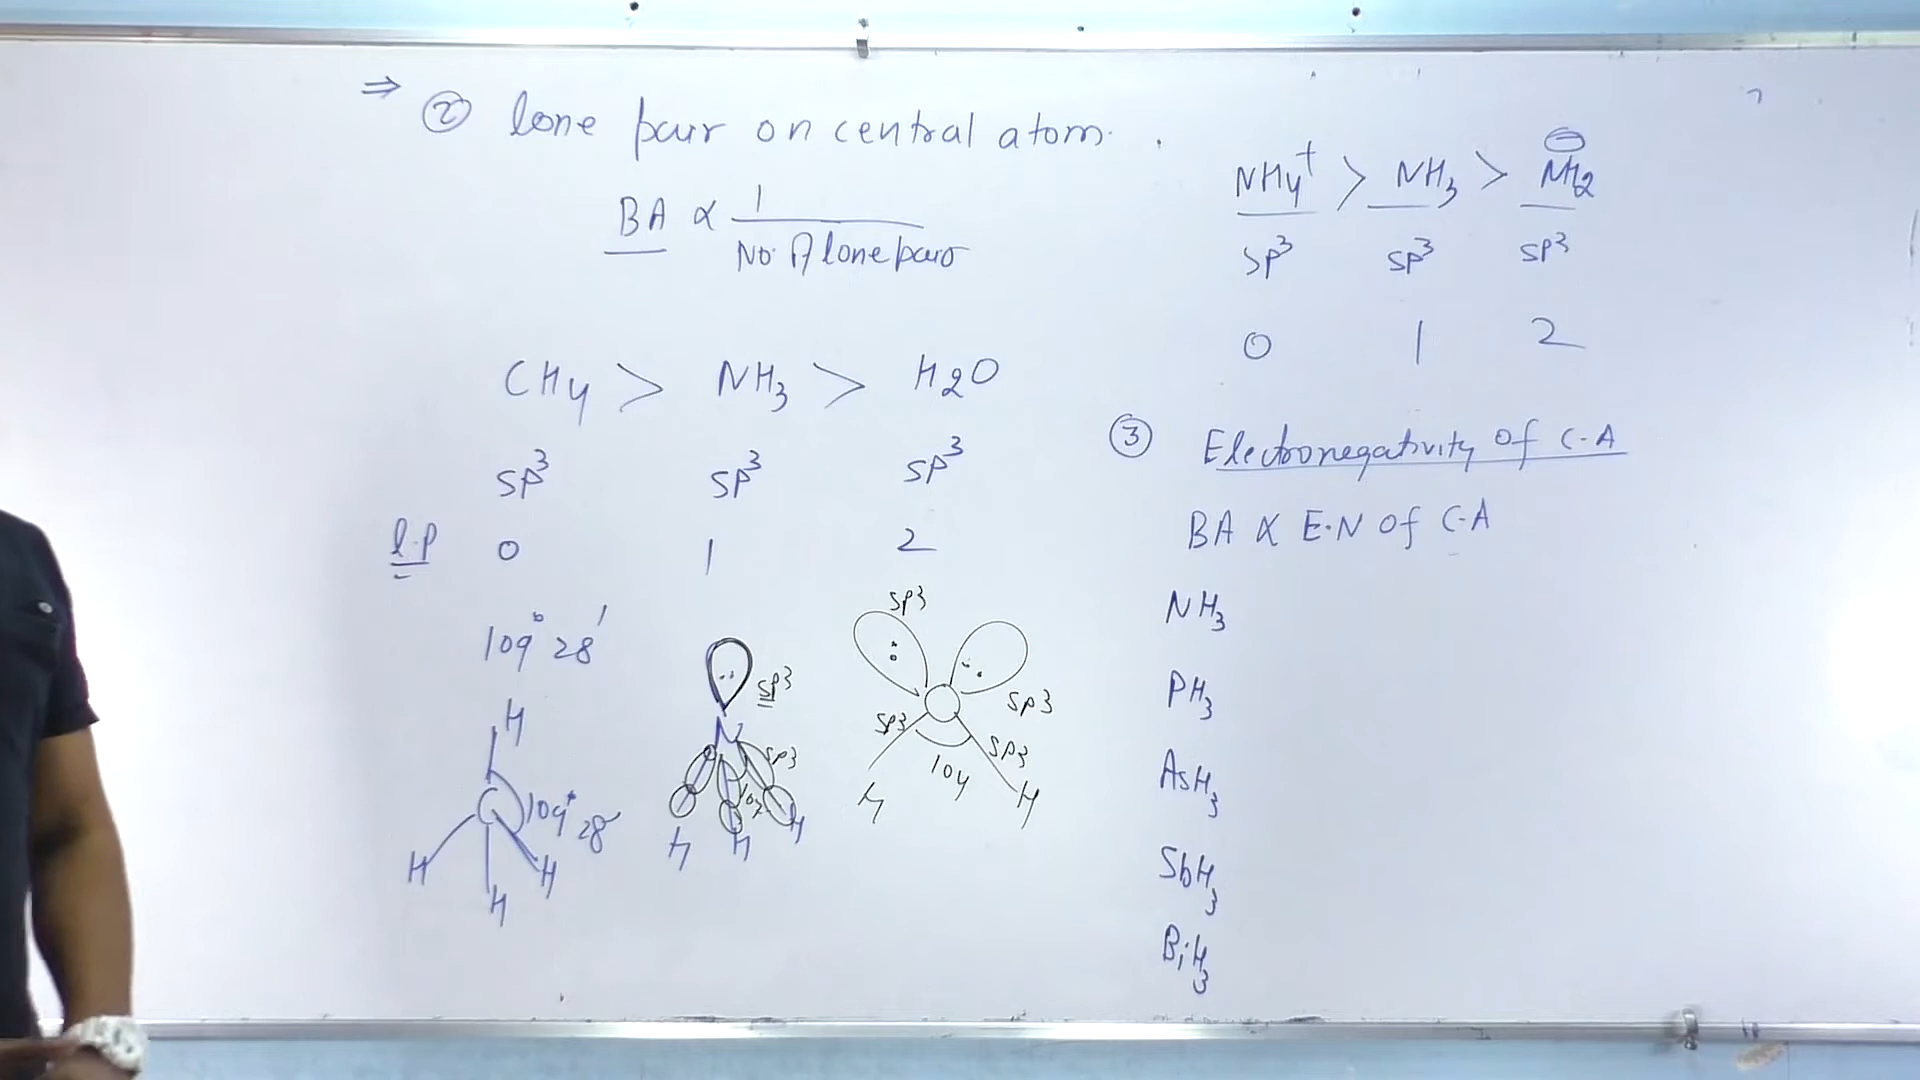 ⇒ ② lone pair on central atom.
BA ∝ 1
No. of lone pair
CH4 > NH3 > H2O
sp3 sp3 sp3
l.p 0 1 2
109° 28'
H
C 109° 28'
H H H
sp3
N
sp3
107
H H H
sp3
sp3
sp3 sp3
104
H H
NH4+ > NH3 > NH2 ⊖
sp3 sp3 sp3
0 1 2
③ Electronegativity of C.A
BA ∝ E.N of C.A
NH3
PH3
AsH3
SbH3
BiH3